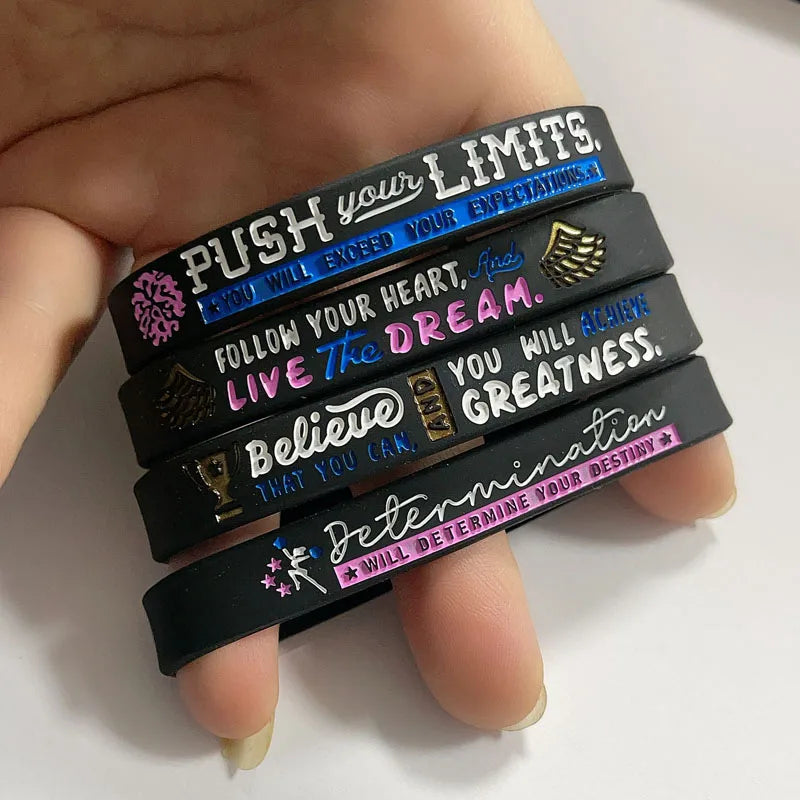 PUSH your LIMITS.
★YOU WILL EXCEED YOUR EXPECTATIONS.★
FOLLOW YOUR HEART, And
LIVE The DREAM.
Believe
THAT YOU CAN,
AND
YOU WILL ACHIEVE
GREATNESS.
Determination
★ WILL DETERMINE YOUR DESTINY ★